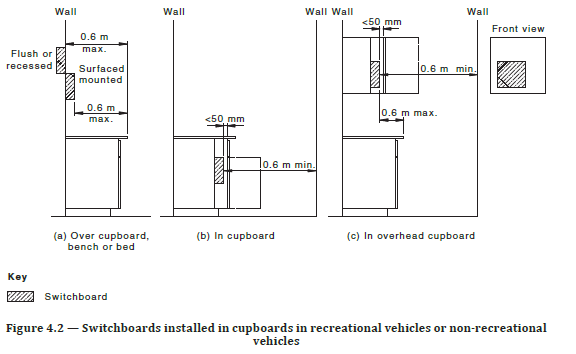 Wall
Wall
Wall Wall
Wall
0.6 m
max.
<50 mm
Front view
Flush or
recessed
Surfaced
mounted
0.6 m min.
0.6 m
max.
0.6 m max.
<50 mm
0.6 m min.
(a) Over cupboard,
bench or bed
(b) In cupboard
(c) In overhead cupboard
Key
Switchboard
Figure 4.2 — Switchboards installed in cupboards in recreational vehicles or non-recreational
vehicles